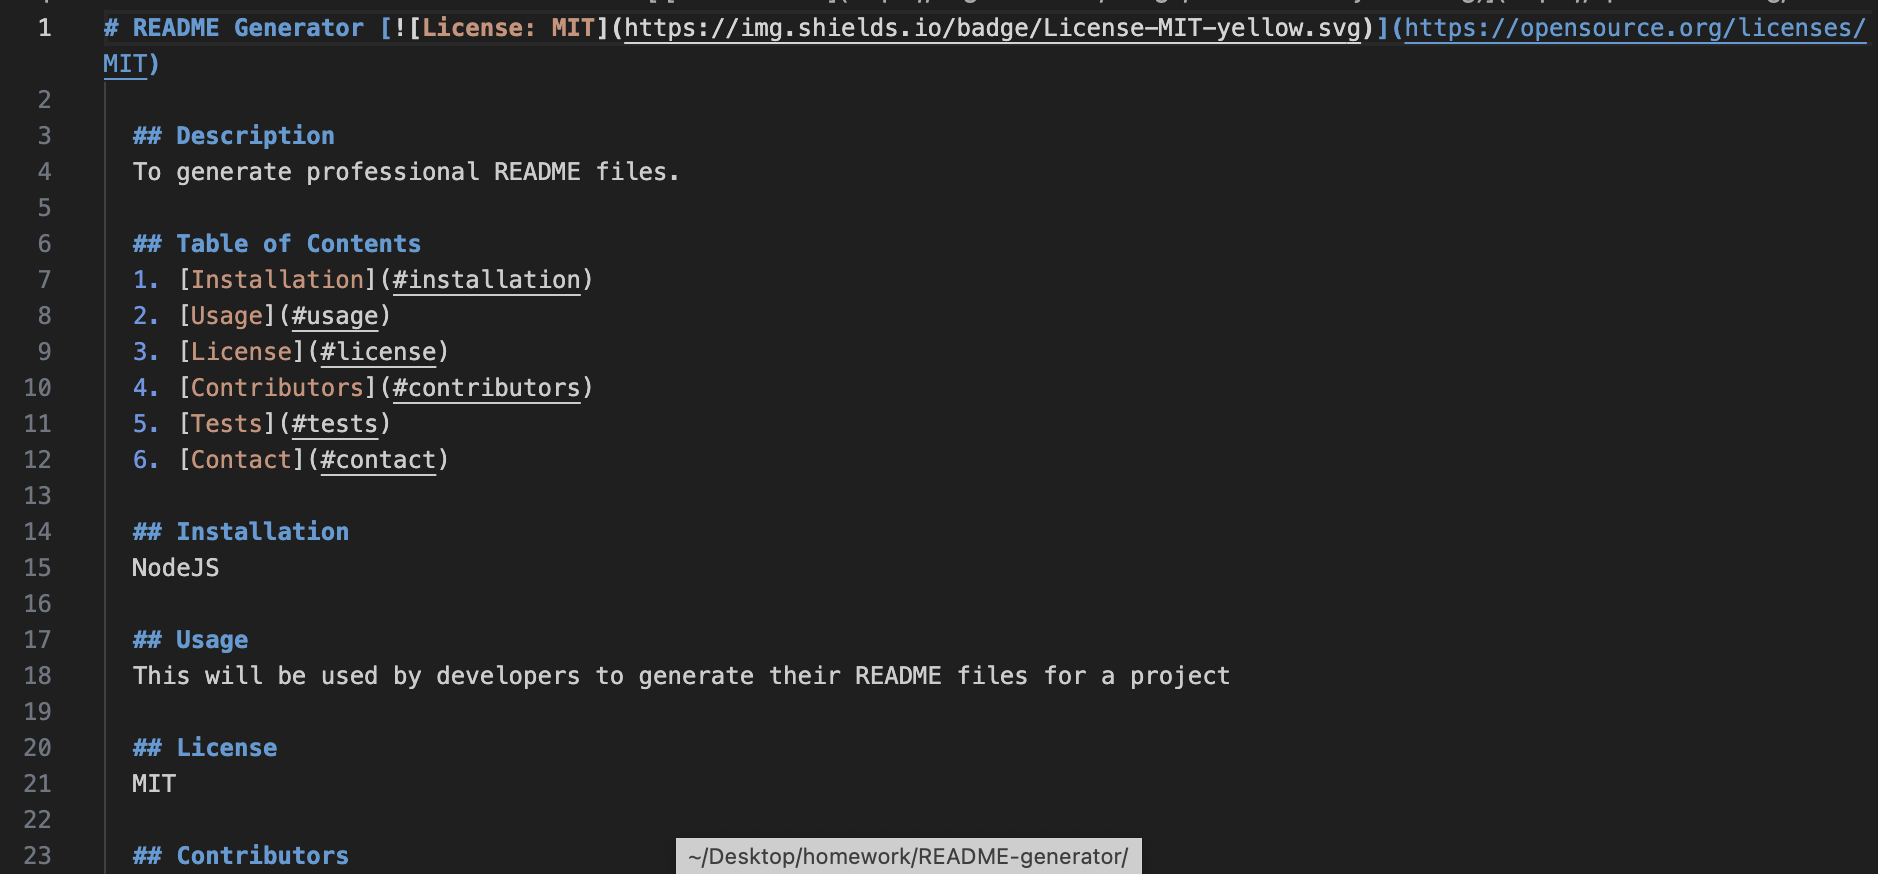 1 # README Generator [![License: MIT](https://img.shields.io/badge/License-MIT-yellow.svg)](https://opensource.org/licenses/
MIT)
2
3 ## Description
4 To generate professional README files.
5
6 ## Table of Contents
7 1. [Installation](#installation)
8 2. [Usage](#usage)
9 3. [License](#license)
10 4. [Contributors](#contributors)
11 5. [Tests](#tests)
12 6. [Contact](#contact)
13
14 ## Installation
15 NodeJS
16
17 ## Usage
18 This will be used by developers to generate their README files for a project
19
20 ## License
21 MIT
22
23 ## Contributors
~/Desktop/homework/README-generator/